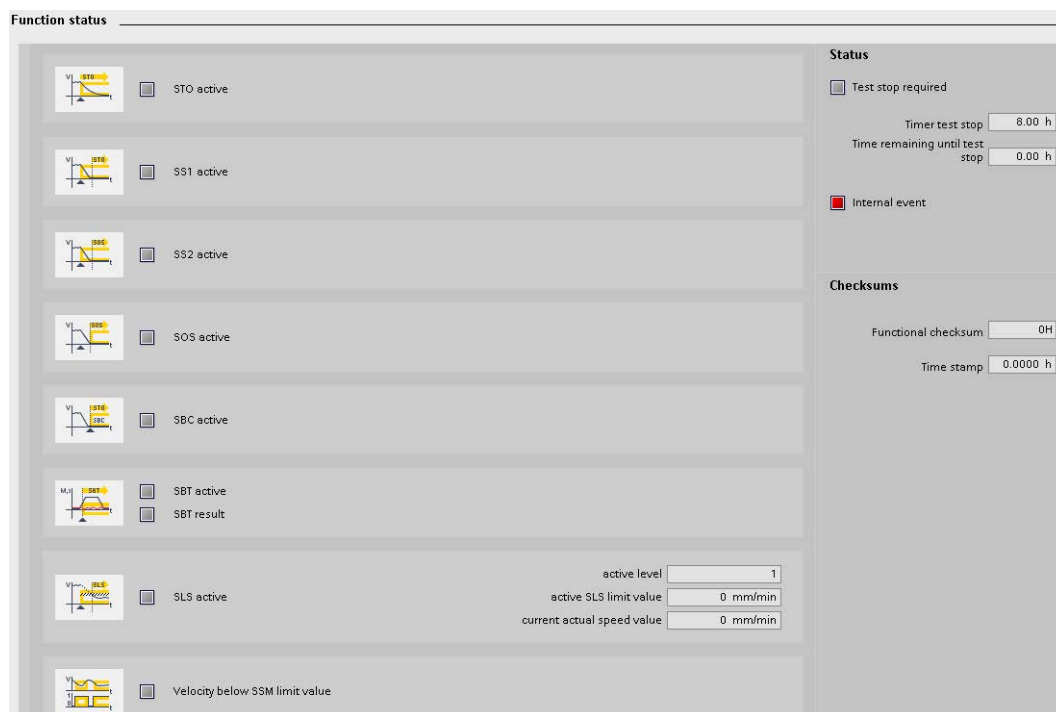 Function status
STO
STO active
STO
SS1 active
SOS
SS2 active
SOS
SOS active
STO
SBC
SBC active
SBT
SBT active
SBT result
SLS
SLS active
active level 1
active SLS limit value 0 mm/min
current actual speed value 0 mm/min
Velocity below SSM limit value
Status
Test stop required
Timer test stop 8.00 h
Time remaining until test
stop 0.00 h
Internal event
Checksums
Functional checksum 0H
Time stamp 0.0000 h